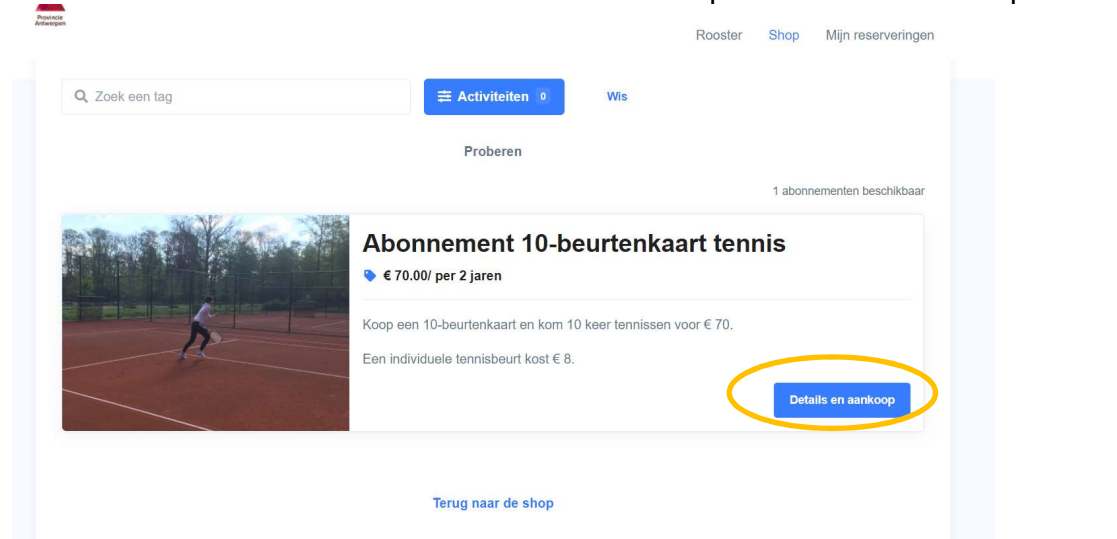 Provincie
Antwerpen
Rooster Shop Mijn reserveringen
Zoek een tag
Activiteiten 0
Wis
Proberen
1 abonnementen beschikbaar
Abonnement 10-beurtenkaart tennis
€ 70.00/ per 2 jaren
Koop een 10-beurtenkaart en kom 10 keer tennissen voor € 70.
Een individuele tennisbeurt kost € 8.
Details en aankoop
Terug naar de shop